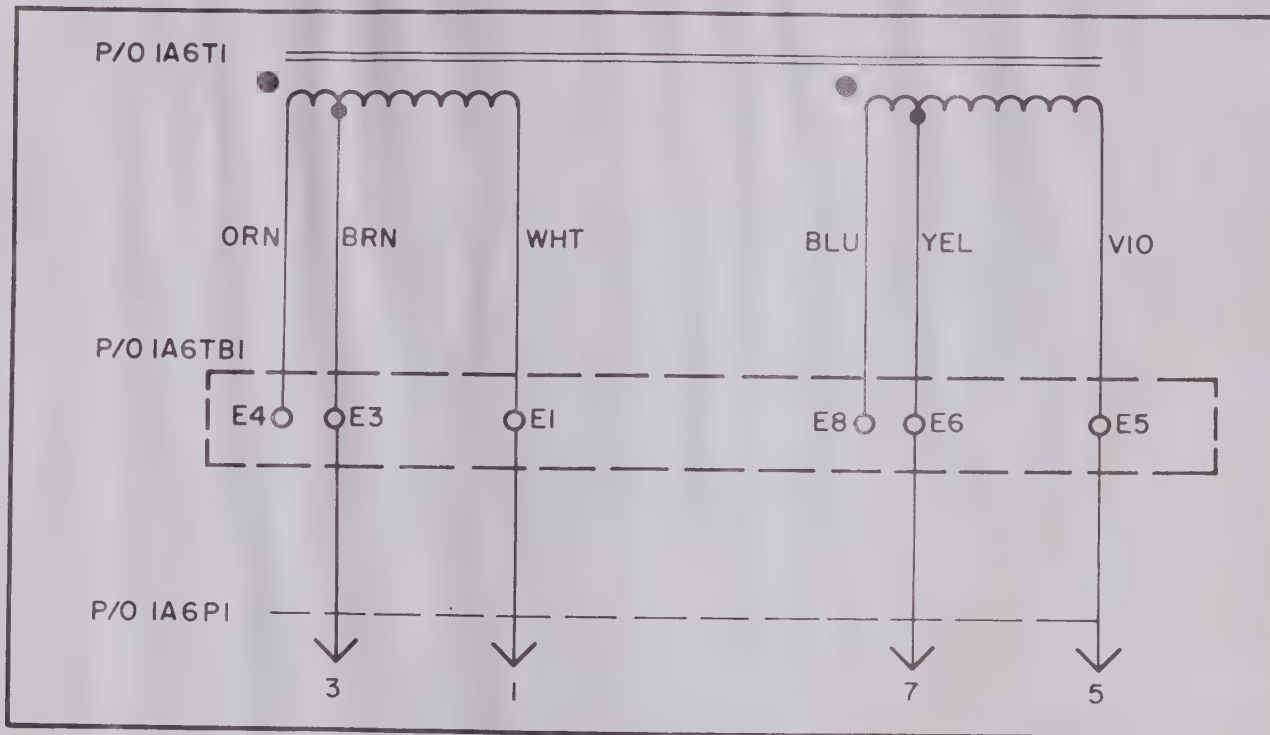 P/O 1A6T1
ORN BRN WHT BLU YEL VIO
P/O 1A6TB1
E4 E3 E1 E8 E6 E5
P/O 1A6P1
3 1 7 5